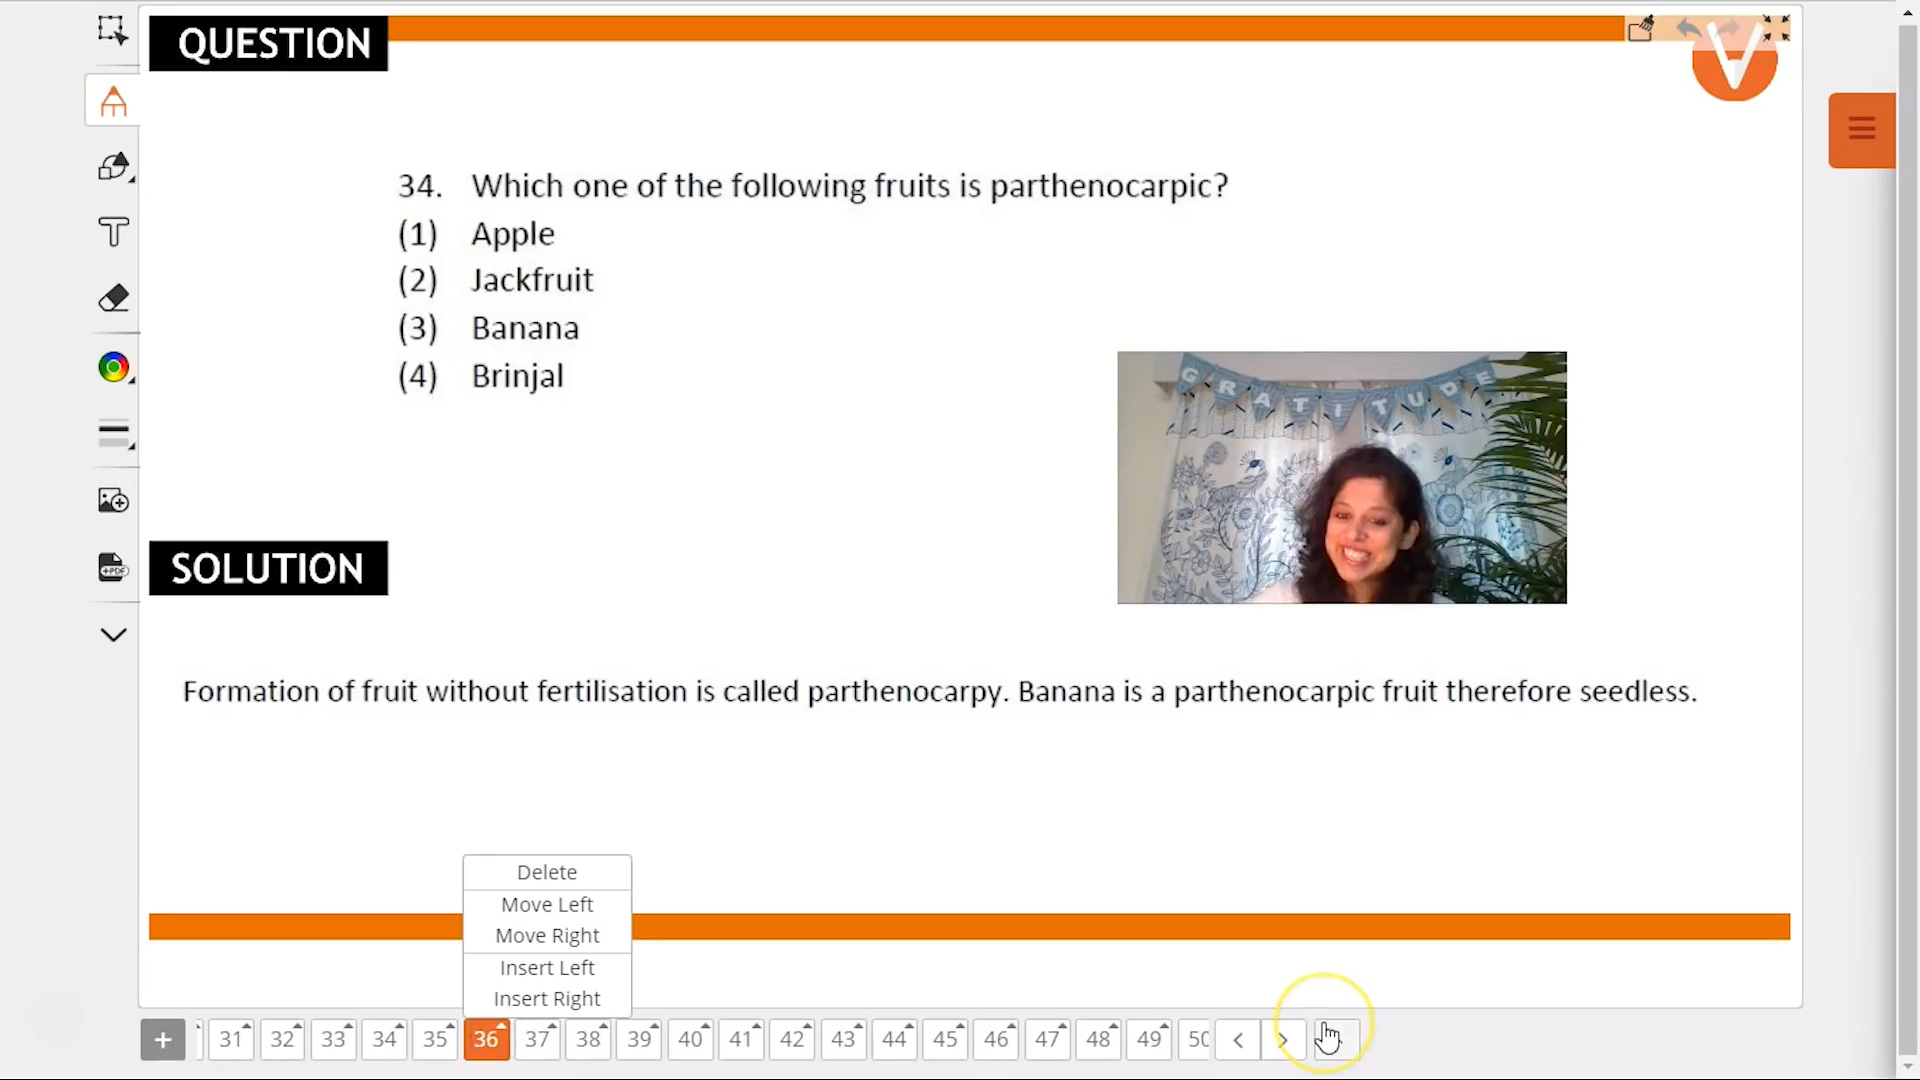 QUESTION
34. Which one of the following fruits is parthenocarpic?
(1) Apple
(2) Jackfruit
(3) Banana
(4) Brinjal
GRATITUDE
SOLUTION
Formation of fruit without fertilisation is called parthenocarpy. Banana is a parthenocarpic fruit therefore seedless.
Delete
Move Left
Move Right
Insert Left
Insert Right
+ 31 32 33 34 35 36 37 38 39 40 41 42 43 44 45 46 47 48 49 50 < >
T
+PDF